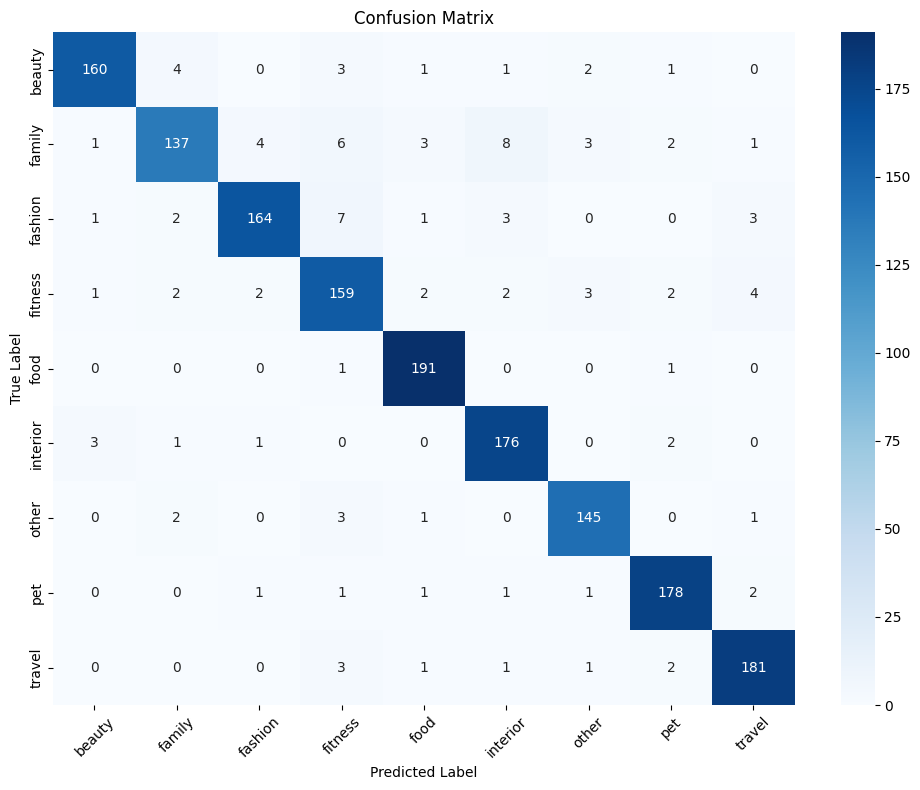 Confusion Matrix
True Label
beauty 160 4 0 3 1 1 2 1 0
family 1 137 4 6 3 8 3 2 1
fashion 1 2 164 7 1 3 0 0 3
fitness 1 2 2 159 2 2 3 2 4
food 0 0 0 1 191 0 0 1 0
interior 3 1 1 0 0 176 0 2 0
other 0 2 0 3 1 0 145 0 1
pet 0 0 1 1 1 1 1 178 2
travel 0 0 0 3 1 1 1 2 181
beauty family fashion fitness food interior other pet travel
Predicted Label
175
150
125
100
75
50
25
0